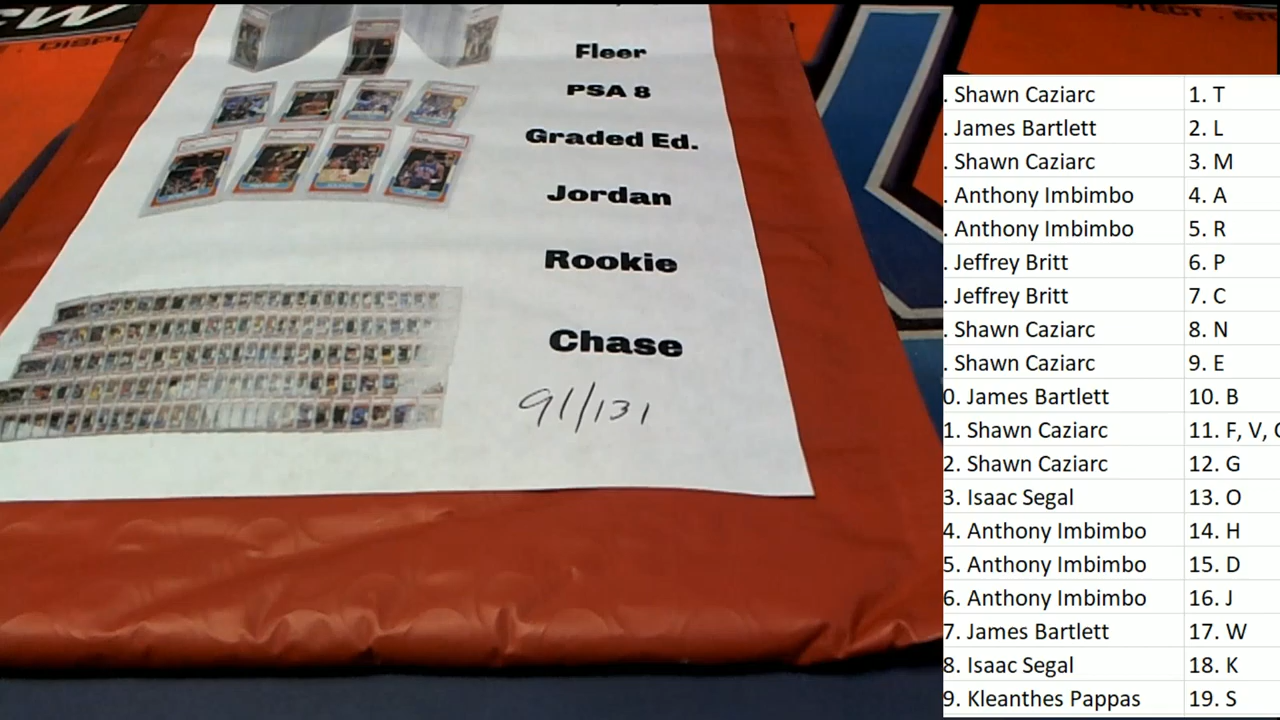 Fleer
PSA 8
Graded Ed.
Jordan
Rookie
Chase
91/131
. Shawn Caziarc 1. T
. James Bartlett 2. L
. Shawn Caziarc 3. M
. Anthony Imbimbo 4. A
. Anthony Imbimbo 5. R
. Jeffrey Britt 6. P
. Jeffrey Britt 7. C
. Shawn Caziarc 8. N
. Shawn Caziarc 9. E
0. James Bartlett 10. B
1. Shawn Caziarc 11. F, V,
2. Shawn Caziarc 12. G
3. Isaac Segal 13. O
4. Anthony Imbimbo 14. H
5. Anthony Imbimbo 15. D
6. Anthony Imbimbo 16. J
7. James Bartlett 17. W
8. Isaac Segal 18. K
9. Kleanthes Pappas 19. S